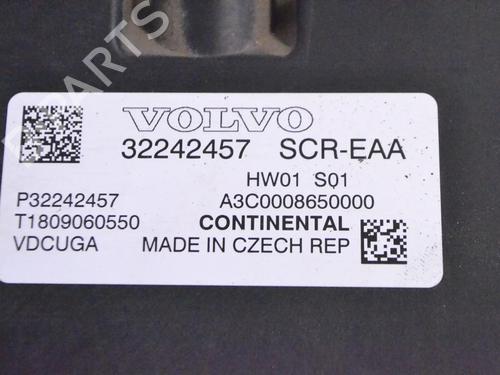 VOLVO
32242457 SCR-EAA
HW01 S01
P32242457 A3C0008650000
T1809060550 CONTINENTAL
VDCUGA MADE IN CZECH REP